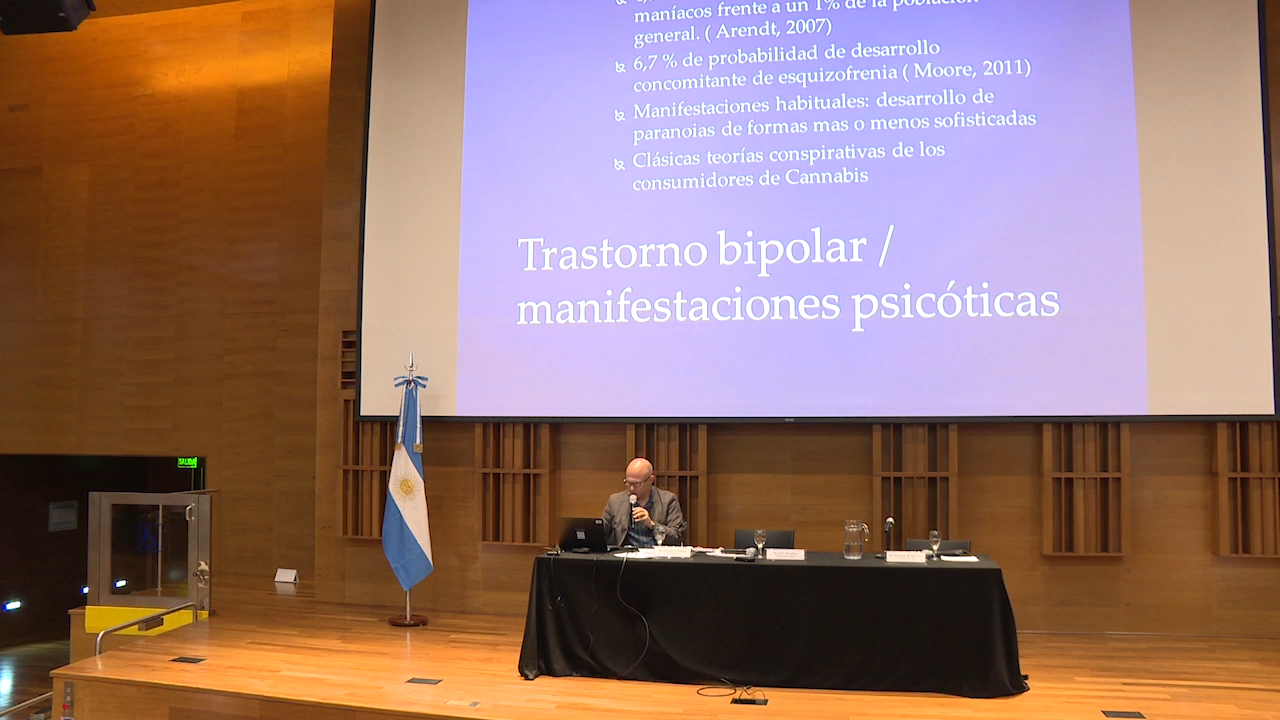 maníacos frente a un 1% de la población
general. ( Arendt, 2007)
6,7 % de probabilidad de desarrollo
concomitante de esquizofrenia ( Moore, 2011)
Manifestaciones habituales: desarrollo de
paranoias de formas mas o menos sofisticadas
Clásicas teorías conspirativas de los
consumidores de Cannabis
Trastorno bipolar /
manifestaciones psicóticas
SALIDA